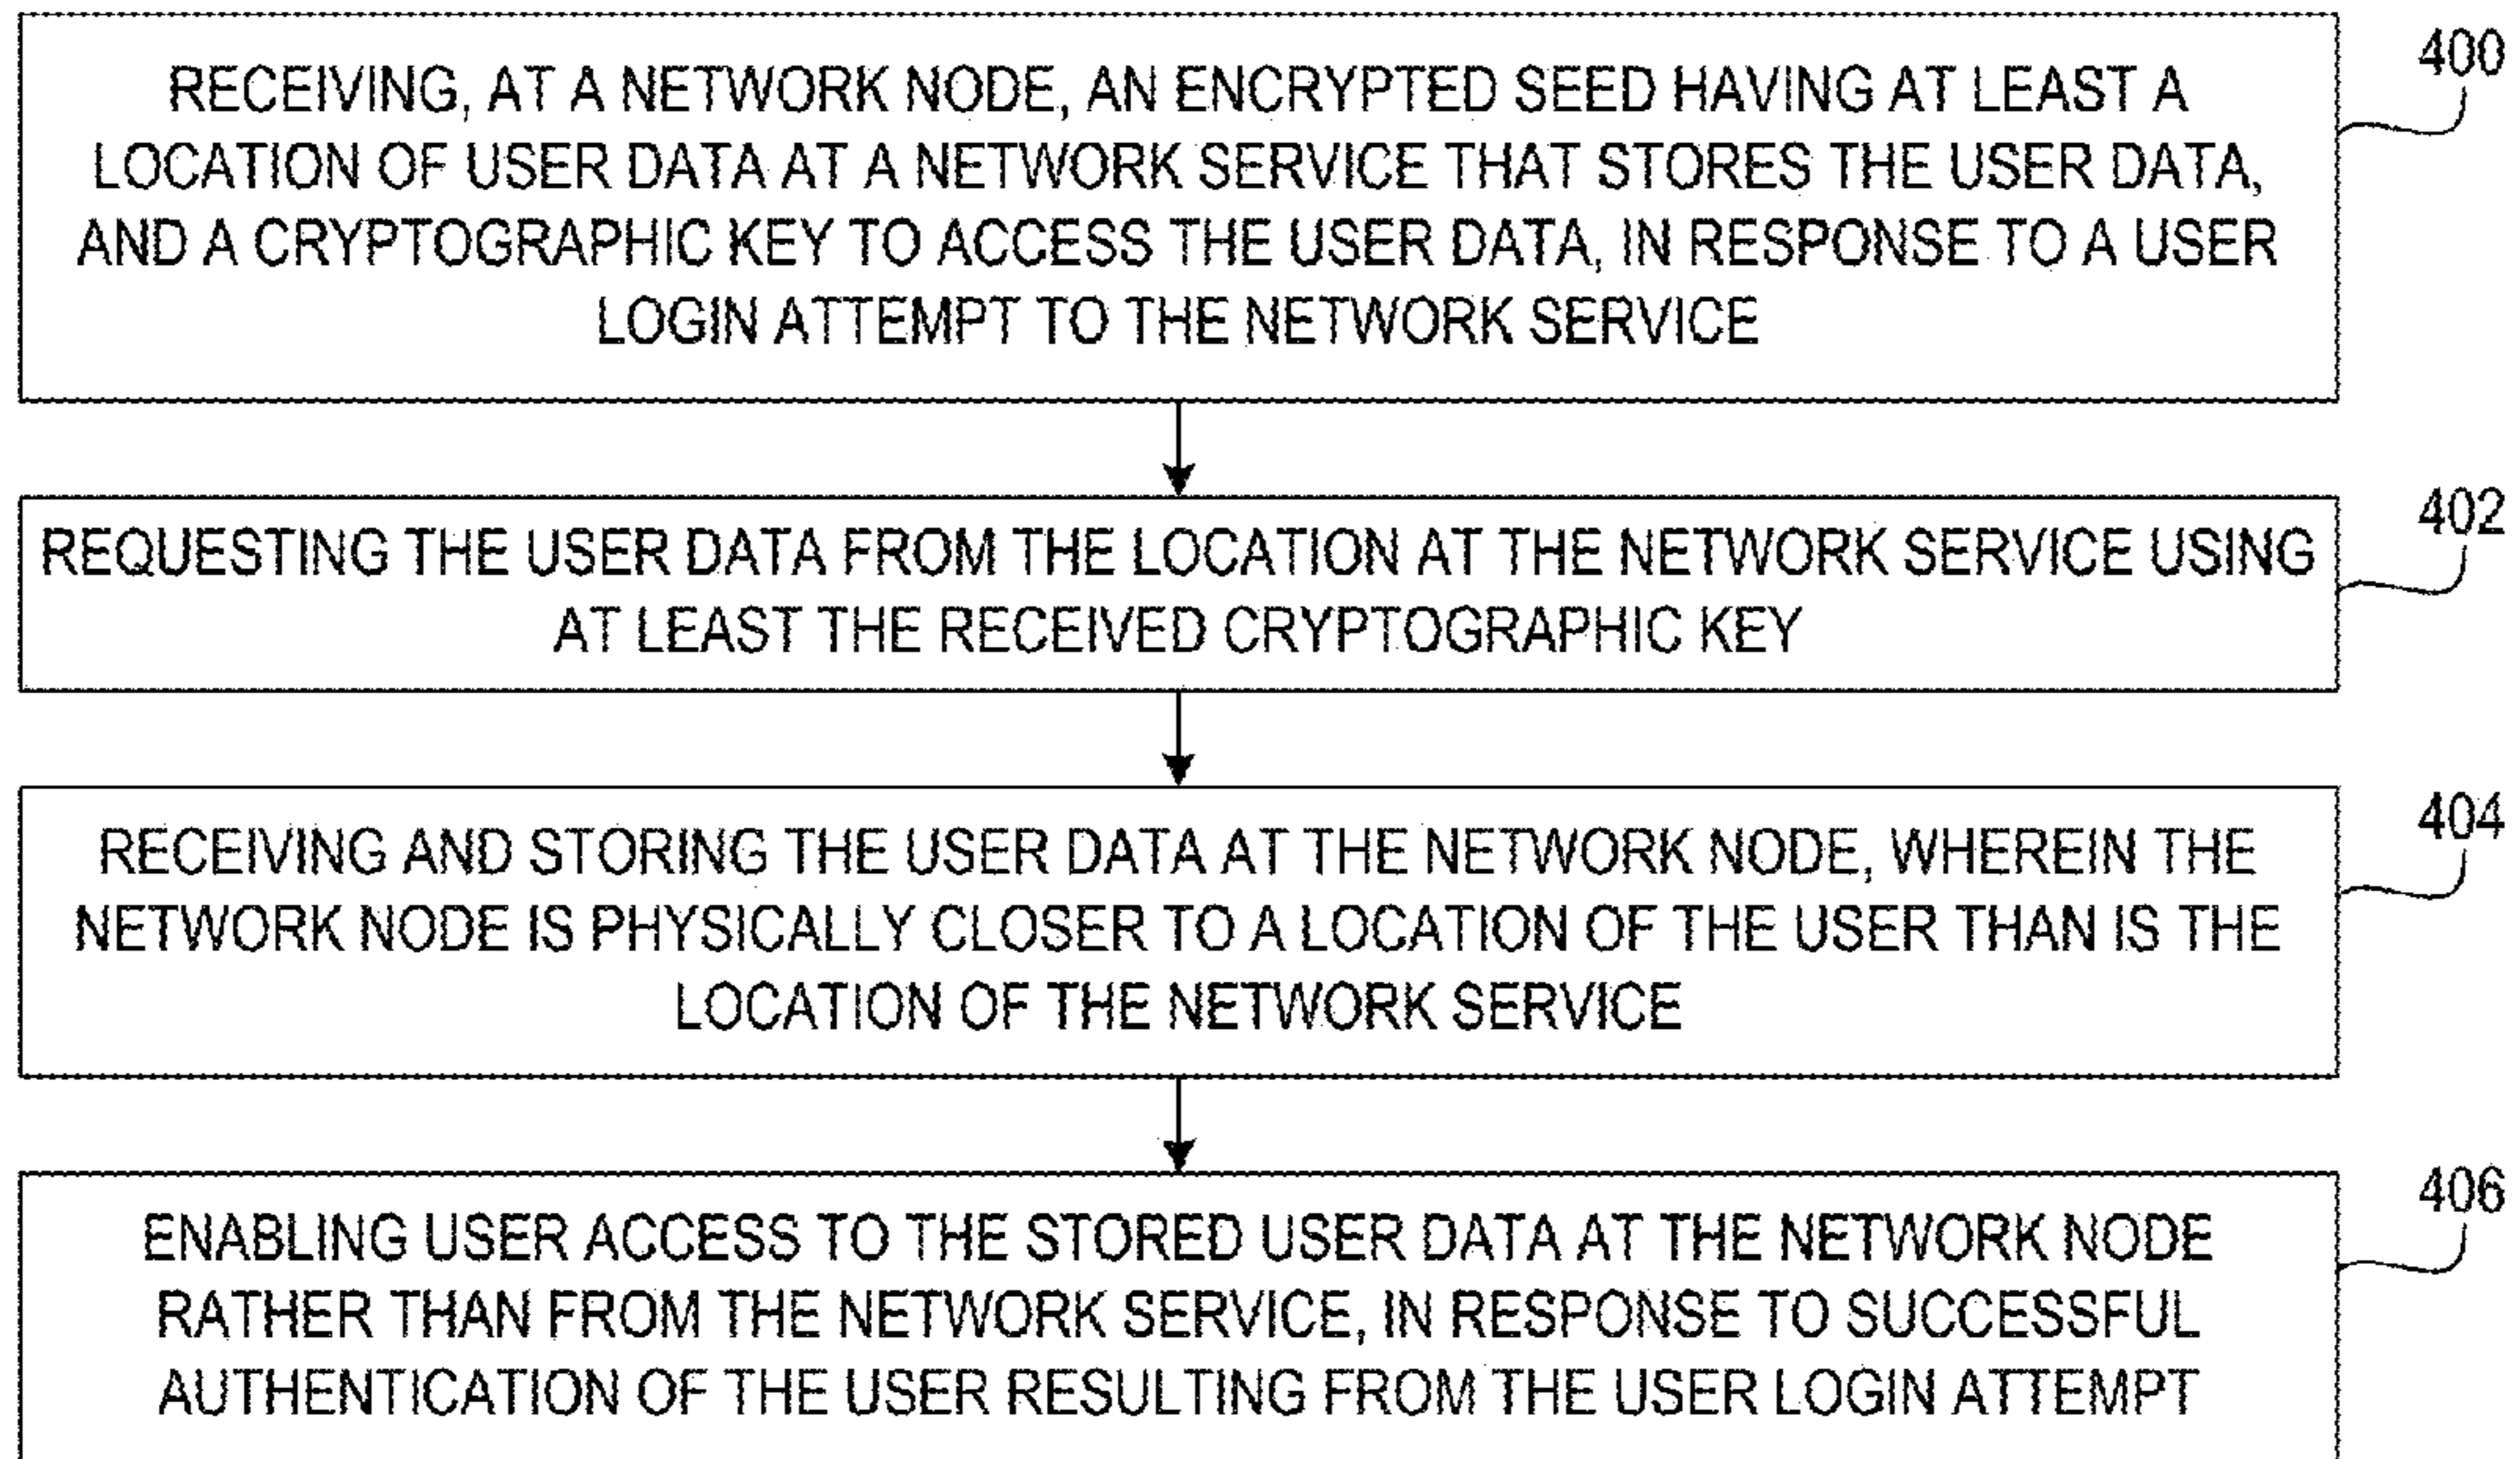 RECEIVING, AT A NETWORK NODE, AN ENCRYPTED SEED HAVING AT LEAST A
LOCATION OF USER DATA AT A NETWORK SERVICE THAT STORES THE USER DATA,
AND A CRYPTOGRAPHIC KEY TO ACCESS THE USER DATA, IN RESPONSE TO A USER
LOGIN ATTEMPT TO THE NETWORK SERVICE
400
REQUESTING THE USER DATA FROM THE LOCATION AT THE NETWORK SERVICE USING
AT LEAST THE RECEIVED CRYPTOGRAPHIC KEY
402
RECEIVING AND STORING THE USER DATA AT THE NETWORK NODE, WHEREIN THE
NETWORK NODE IS PHYSICALLY CLOSER TO A LOCATION OF THE USER THAN IS THE
LOCATION OF THE NETWORK SERVICE
404
ENABLING USER ACCESS TO THE STORED USER DATA AT THE NETWORK NODE
RATHER THAN FROM THE NETWORK SERVICE, IN RESPONSE TO SUCCESSFUL
AUTHENTICATION OF THE USER RESULTING FROM THE USER LOGIN ATTEMPT
406